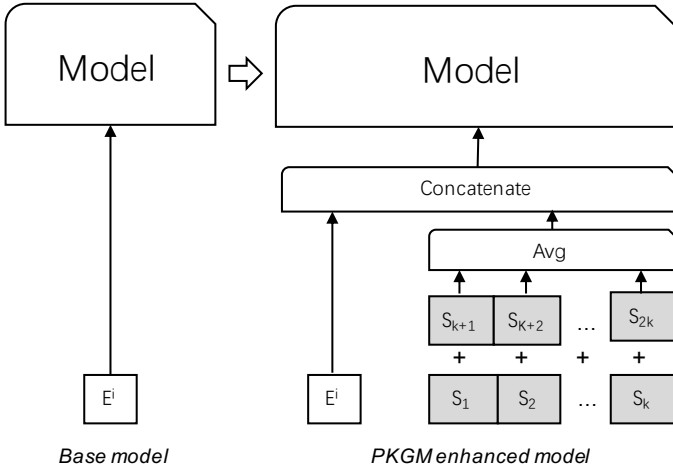 Model
Model
Concatenate
Avg
S_{k+1} S_{K+2} ... S_{2k}
+ + + +
E^i
E^i
S_1 S_2 ... S_k
Base model
PKGM enhanced model